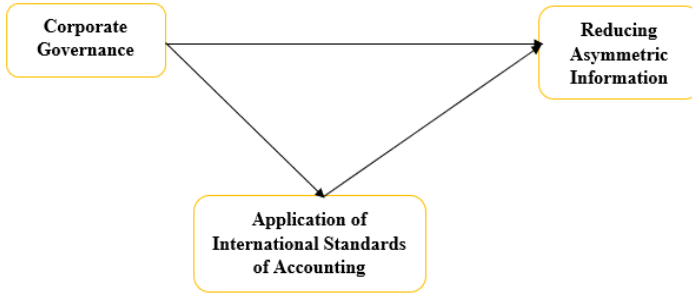 Corporate
Governance
Reducing
Asymmetric
Information
Application of
International Standards
of Accounting